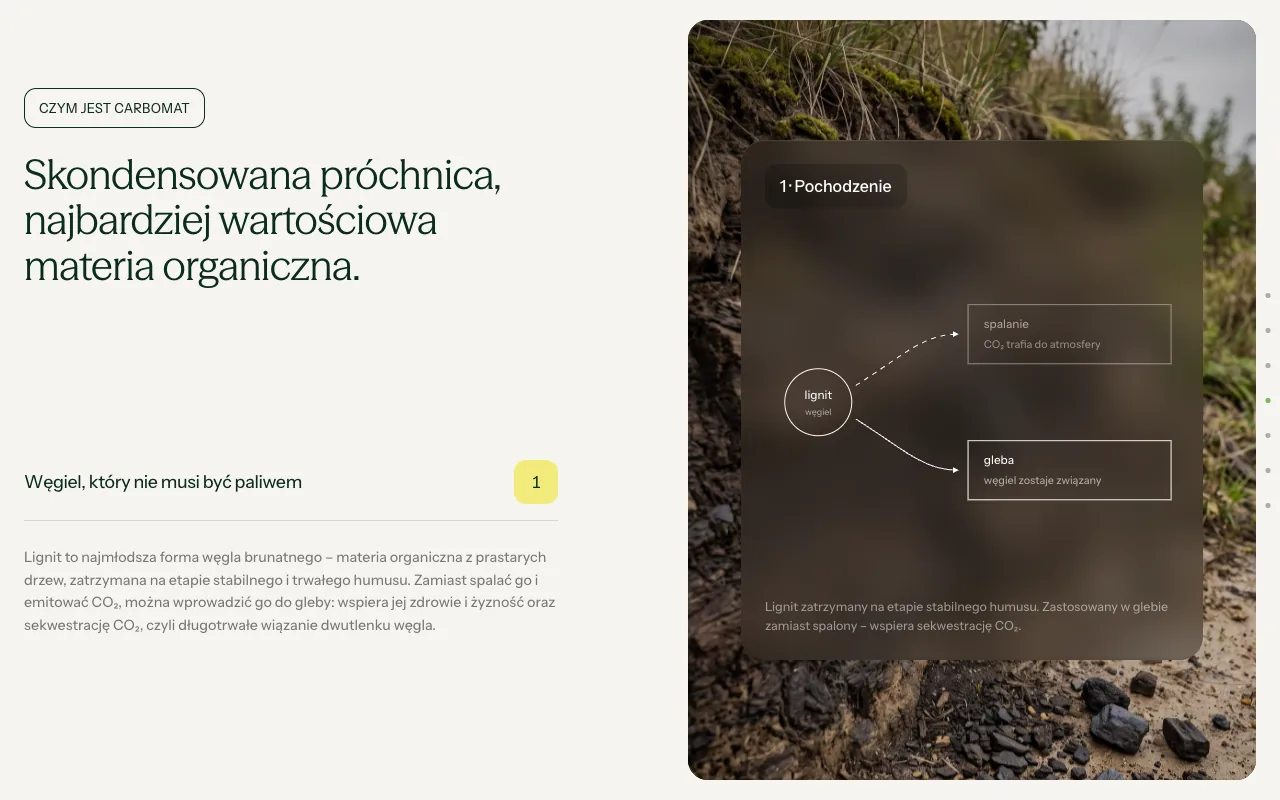 CZYM JEST CARBOMAT
Skondensowana próchnica,
najbardziej wartościowa
materia organiczna.
Węgiel, który nie musi być paliwem
1
Lignit to najmłodsza forma węgla brunatnego – materia organiczna z prastarych
drzew, zatrzymana na etapie stabilnego i trwałego humusu. Zamiast spalać go i
emitować CO₂, można wprowadzić go do gleby: wspiera jej zdrowie i żyzność oraz
sekwestrację CO₂, czyli długotrwałe wiązanie dwutlenku węgla.
1·Pochodzenie
spalanie
CO₂ trafia do atmosfery
lignit
węgiel
gleba
węgiel zostaje związany
Lignit zatrzymany na etapie stabilnego humusu. Zastosowany w glebie
zamiast spalony – wspiera sekwestrację CO₂.